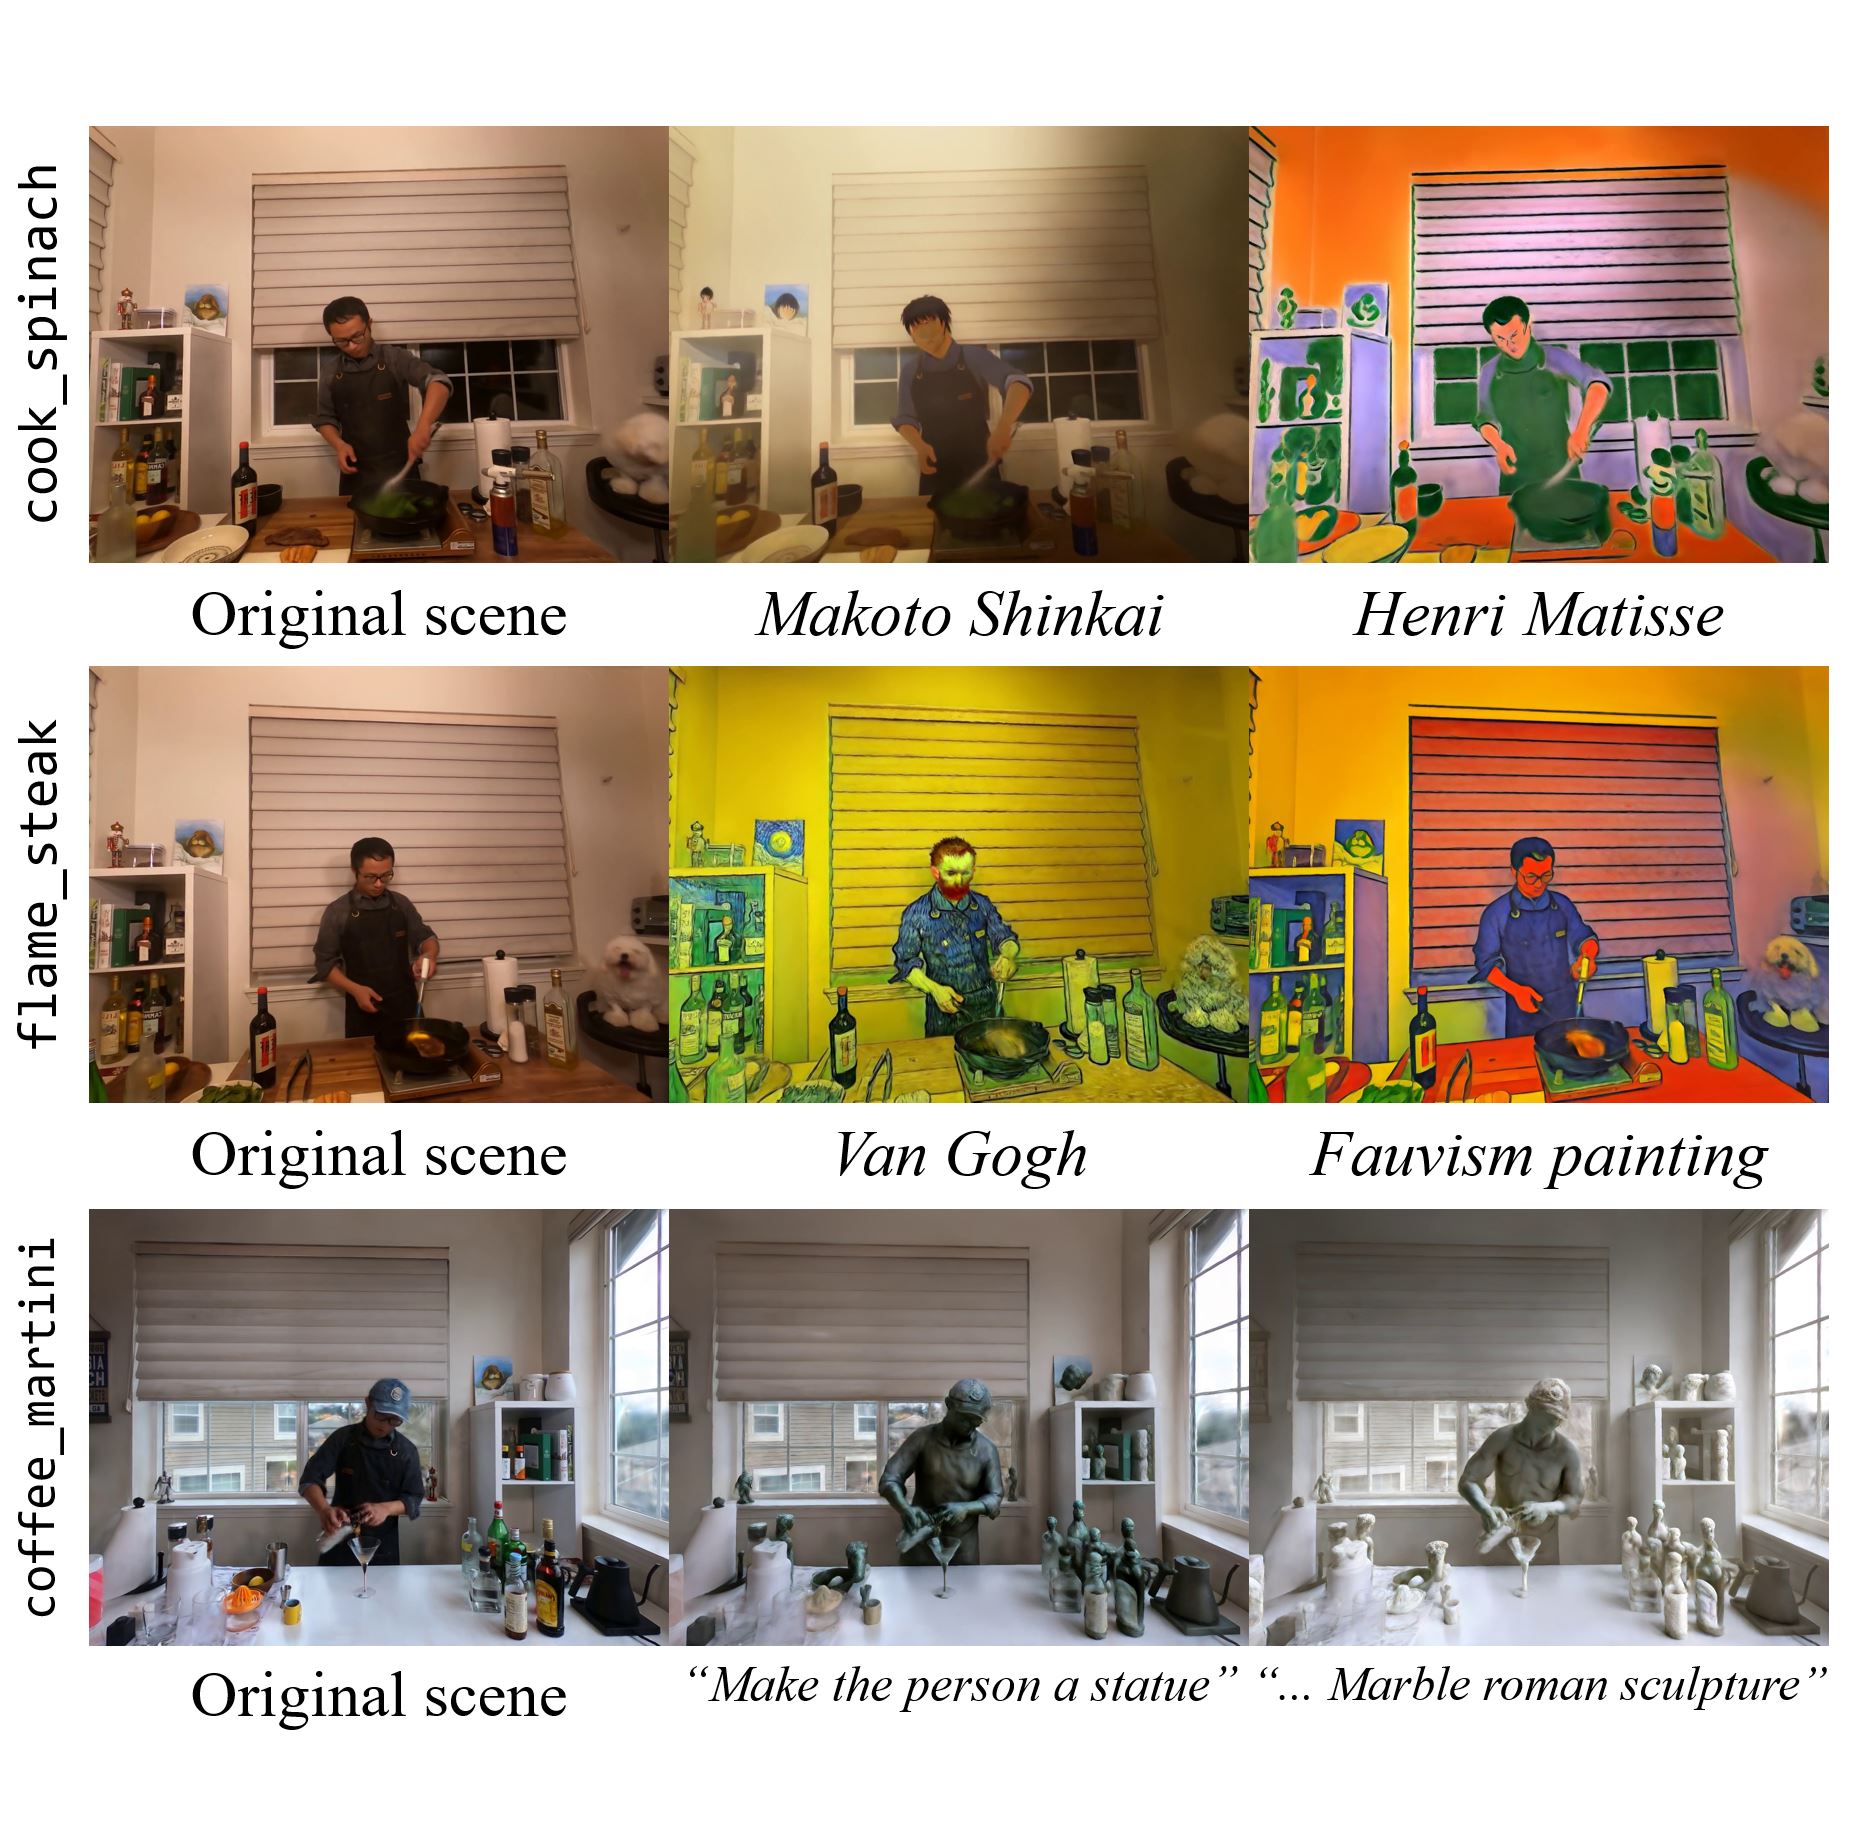 cook_spinach
Original scene
Makoto Shinkai
Henri Matisse
flame_steak
Original scene
Van Gogh
Fauvism painting
coffee_martini
Original scene
“Make the person a statue”
“... Marble roman sculpture”